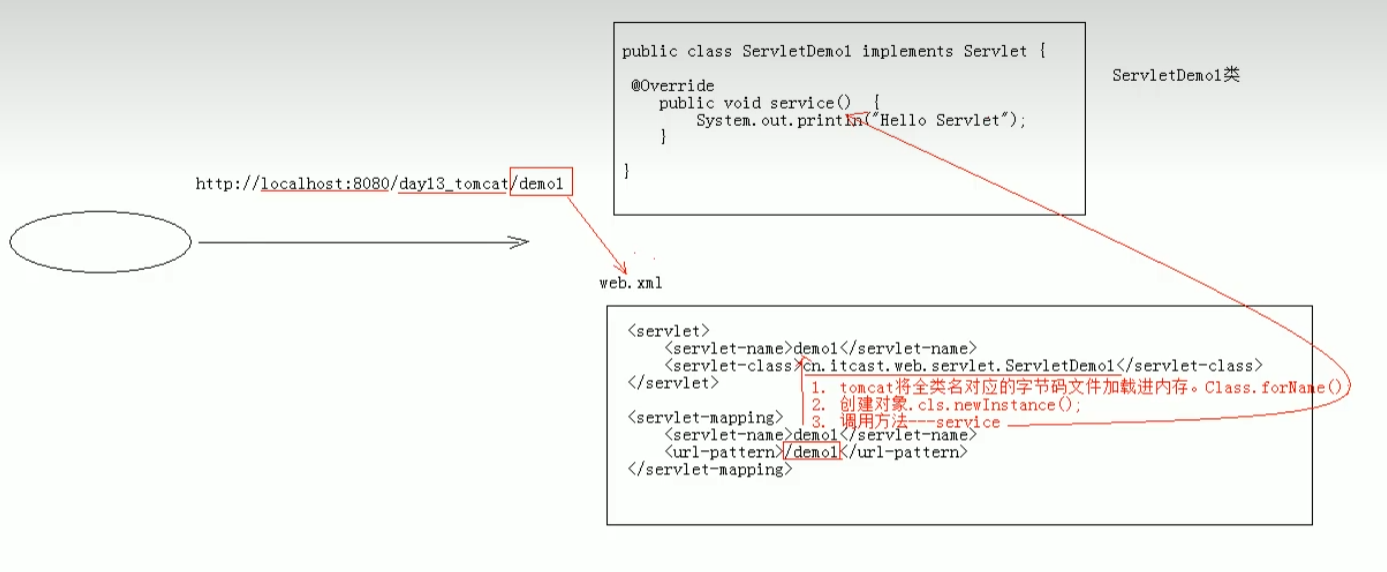 public class ServletDemo1 implements Servlet {
@Override
public void service() {
System.out.println("Hello Servlet");
}
}
ServletDemo1类
http://localhost:8080/day13_tomcat/demo1
web.xml
<servlet>
<servlet-name>demo1</servlet-name>
<servlet-class>cn.itcast.web.servlet.ServletDemo1</servlet-class>
</servlet>
1. tomcat将全类名对应的字节码文件加载进内存。Class.forName()
2. 创建对象.cls.newInstance();
3. 调用方法---service
<servlet-mapping>
<servlet-name>demo1</servlet-name>
<url-pattern>/demo1</url-pattern>
</servlet-mapping>